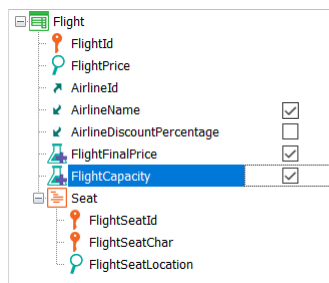 Flight
FlightId
FlightPrice
AirlineId
AirlineName
AirlineDiscountPercentage
FlightFinalPrice
FlightCapacity
Seat
FlightSeatId
FlightSeatChar
FlightSeatLocation